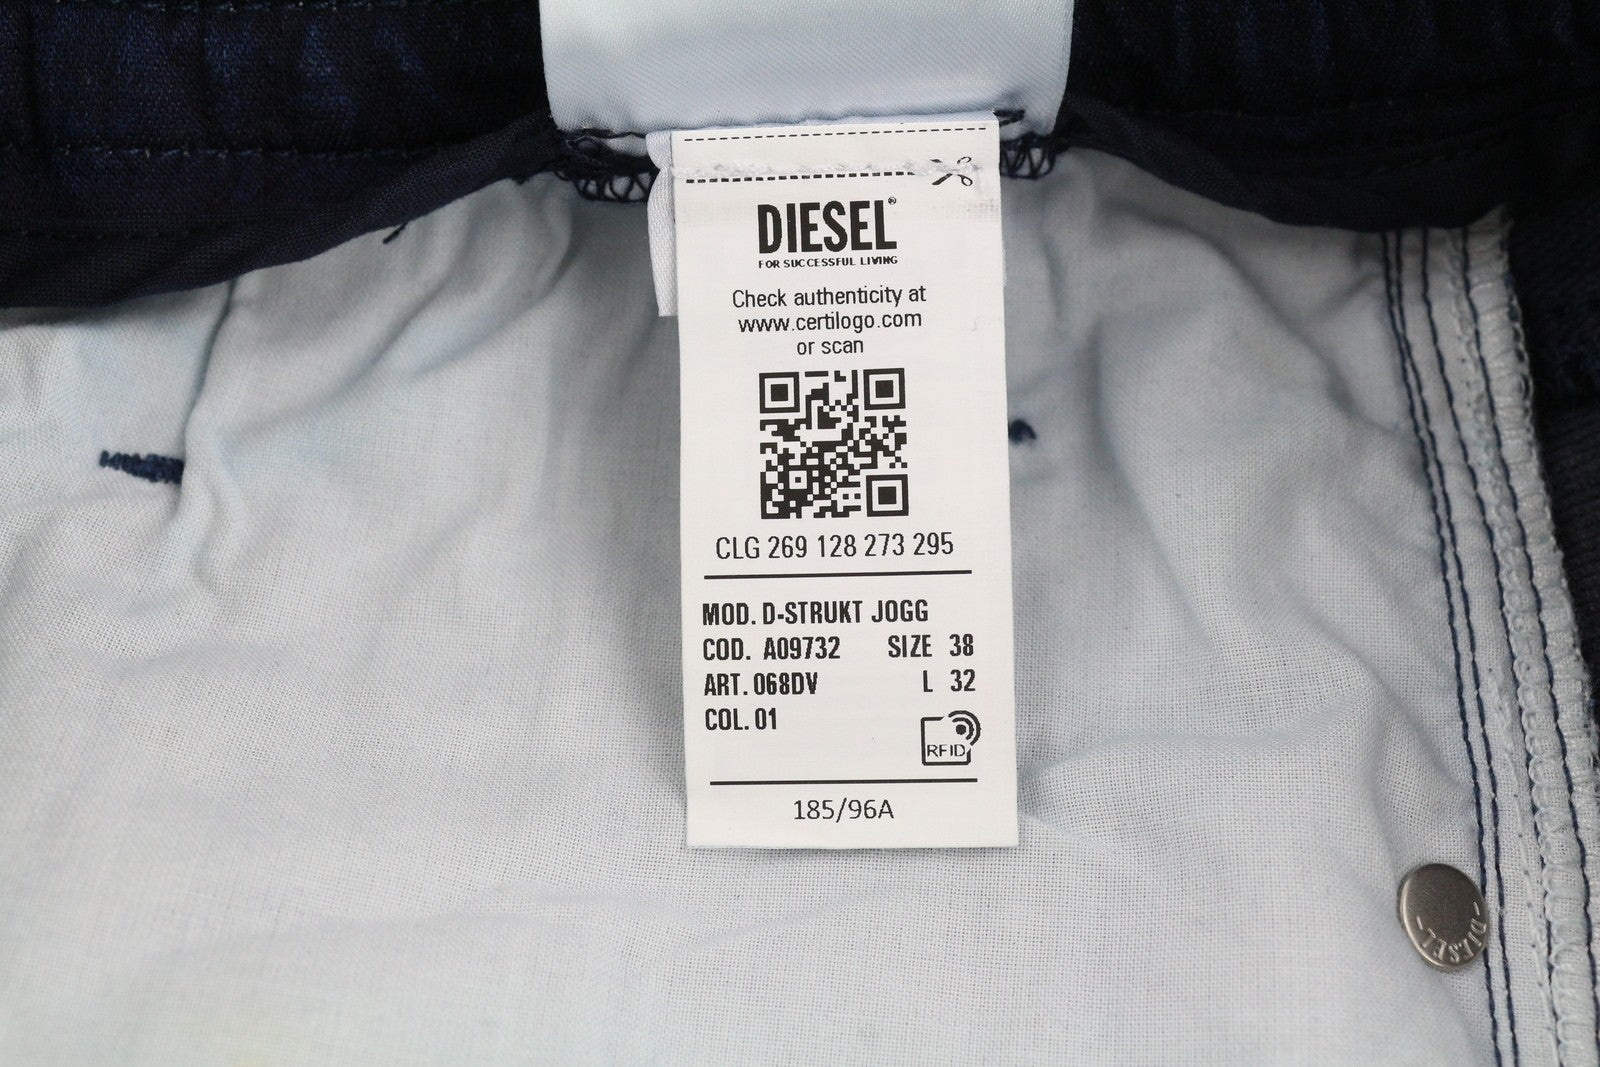 DIESEL®
FOR SUCCESSFUL LIVING
Check authenticity at
www.certilogo.com
or scan
CLG 269 128 273 295
MOD. D-STRUKT JOGG
COD. A09732 SIZE 38
ART. 068DV L 32
COL. 01
RFID
185/96A
-DIESEL-